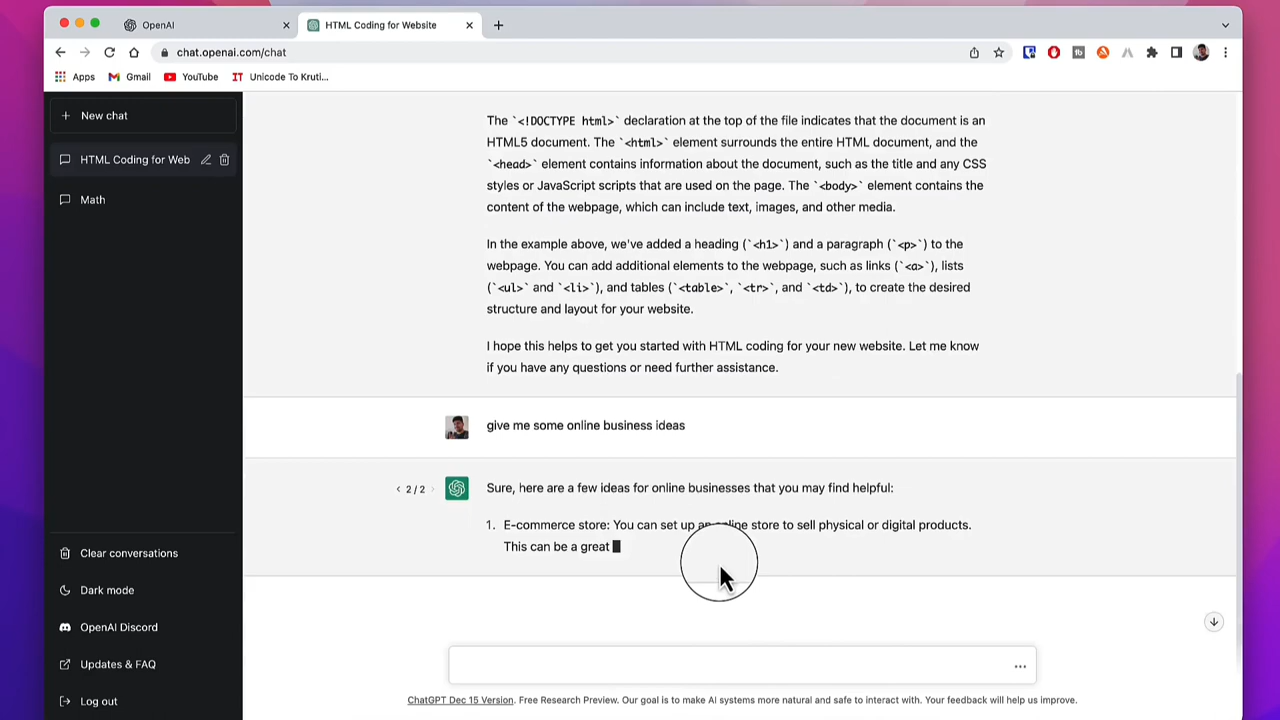 OpenAI
HTML Coding for Website
chat.openai.com/chat
Apps
Gmail
YouTube
IT Unicode To Kruti...
New chat
HTML Coding for Web
Math
Clear conversations
Dark mode
OpenAI Discord
Updates & FAQ
Log out
The `<!DOCTYPE html>` declaration at the top of the file indicates that the document is an
HTML5 document. The `<html>` element surrounds the entire HTML document, and the
`<head>` element contains information about the document, such as the title and any CSS
styles or JavaScript scripts that are used on the page. The `<body>` element contains the
content of the webpage, which can include text, images, and other media.
In the example above, we've added a heading (`<h1>`) and a paragraph (`<p>`) to the
webpage. You can add additional elements to the webpage, such as links (`<a>`), lists
(`<ul>` and `<li>`), and tables (`<table>`, `<tr>`, and `<td>`), to create the desired
structure and layout for your website.
I hope this helps to get you started with HTML coding for your new website. Let me know
if you have any questions or need further assistance.
give me some online business ideas
2 / 2
Sure, here are a few ideas for online businesses that you may find helpful:
1. E-commerce store: You can set up an online store to sell physical or digital products.
This can be a great
ChatGPT Dec 15 Version. Free Research Preview. Our goal is to make AI systems more natural and safe to interact with. Your feedback will help us improve.